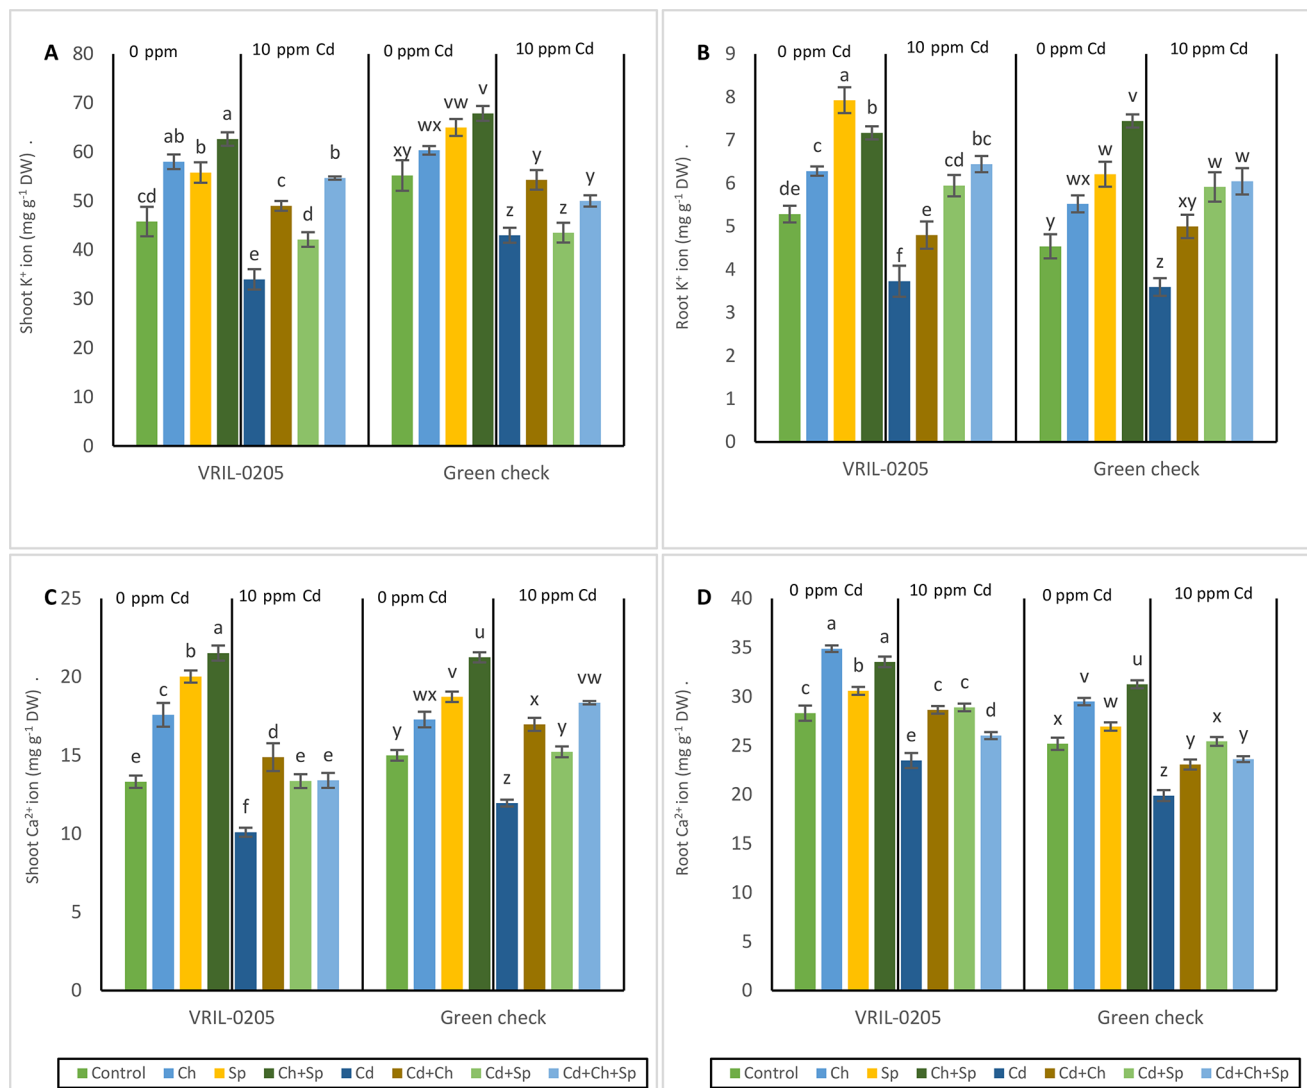 A
0 ppm
10 ppm Cd
0 ppm Cd
10 ppm Cd
80
70
60
50
40
30
20
10
0
Shoot K⁺ ion (mg g⁻¹ DW) .
cd
ab
b
a
e
c
d
b
xy
wx
vw
v
z
y
z
y
VRIL-0205
Green check
B
0 ppm Cd
10 ppm Cd
0 ppm Cd
10 ppm Cd
9
8
7
6
5
4
3
2
1
0
Root K⁺ ion (mg g⁻¹ DW) .
de
c
a
b
f
e
cd
bc
y
wx
w
v
z
xy
w
w
VRIL-0205
Green check
C
0 ppm Cd
10 ppm Cd
0 ppm Cd
10 ppm Cd
25
20
15
10
5
0
Shoot Ca²⁺ ion (mg g⁻¹ DW) .
e
c
b
a
f
d
e
e
y
wx
v
u
z
x
y
vw
VRIL-0205
Green check
Control Ch Sp Ch+Sp Cd Cd+Ch Cd+Sp Cd+Ch+Sp
D
0 ppm Cd
10 ppm Cd
0 ppm Cd
10 ppm Cd
40
35
30
25
20
15
10
5
0
Root Ca²⁺ ion (mg g⁻¹ DW) .
c
a
b
a
e
c
c
d
x
v
w
u
z
y
x
y
VRIL-0205
Green check
Control Ch Sp Ch+Sp Cd Cd+Ch Cd+Sp Cd+Ch+Sp